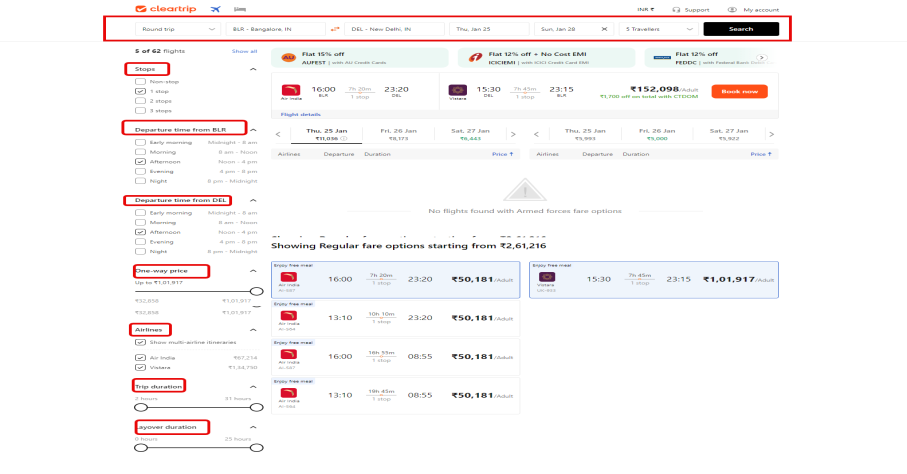 cleartrip
INR ₹ Support My account
Round trip BLR - Bangalore, IN DEL - New Delhi, IN Thu, Jan 25 Sun, Jan 28 5 Travellers Search
5 of 62 flights Show all
Stops
Non-stop
1 stop
2 stops
3 stops
Departure time from BLR
Early morning Midnight - 8 am
Morning 8 am - Noon
Afternoon Noon - 4 pm
Evening 4 pm - 8 pm
Night 8 pm - Midnight
Departure time from DEL
Early morning Midnight - 8 am
Morning 8 am - Noon
Afternoon Noon - 4 pm
Evening 4 pm - 8 pm
Night 8 pm - Midnight
One-way price
Up to ₹1,01,917
₹32,858 ₹1,01,917
₹32,858 ₹1,01,917
Airlines
Show multi-airline itineraries
Air India ₹67,214
Vistara ₹1,34,750
Trip duration
2 hours 31 hours
Layover duration
0 hours 25 hours
AU Flat 15% off
AUFEST | with AU Credit Cards
Flat 12% off + No Cost EMI
ICICIEMI | with ICICI Credit Card EMI
Flat 12% off
FEDDC | with Federal Bank
Air India 16:00 BLR 7h 20m 1 stop 23:20 DEL
Vistara 15:30 DEL 7h 45m 1 stop 23:15 BLR
₹152,098/Adult
₹1,700 off on total with CTDOM
Book now
Flight details
Thu, 25 Jan ₹11,036 Fri, 26 Jan ₹8,173 Sat, 27 Jan ₹6,443
Thu, 25 Jan ₹5,993 Fri, 26 Jan ₹5,000 Sat, 27 Jan ₹5,922
Airlines Departure Duration Price ↑
Airlines Departure Duration Price ↑
No flights found with Armed forces fare options
Showing Regular fare options starting from ₹2,61,216
Enjoy free meal
Air India 16:00 7h 20m 1 stop 23:20 ₹50,181/Adult
Enjoy free meal
Vistara 15:30 7h 45m 1 stop 23:15 ₹1,01,917/Adult
Enjoy free meal
Air India 13:10 10h 10m 1 stop 23:20 ₹50,181/Adult
Enjoy free meal
Air India 16:00 16h 55m 1 stop 08:55 ₹50,181/Adult
Enjoy free meal
Air India 13:10 19h 45m 1 stop 08:55 ₹50,181/Adult